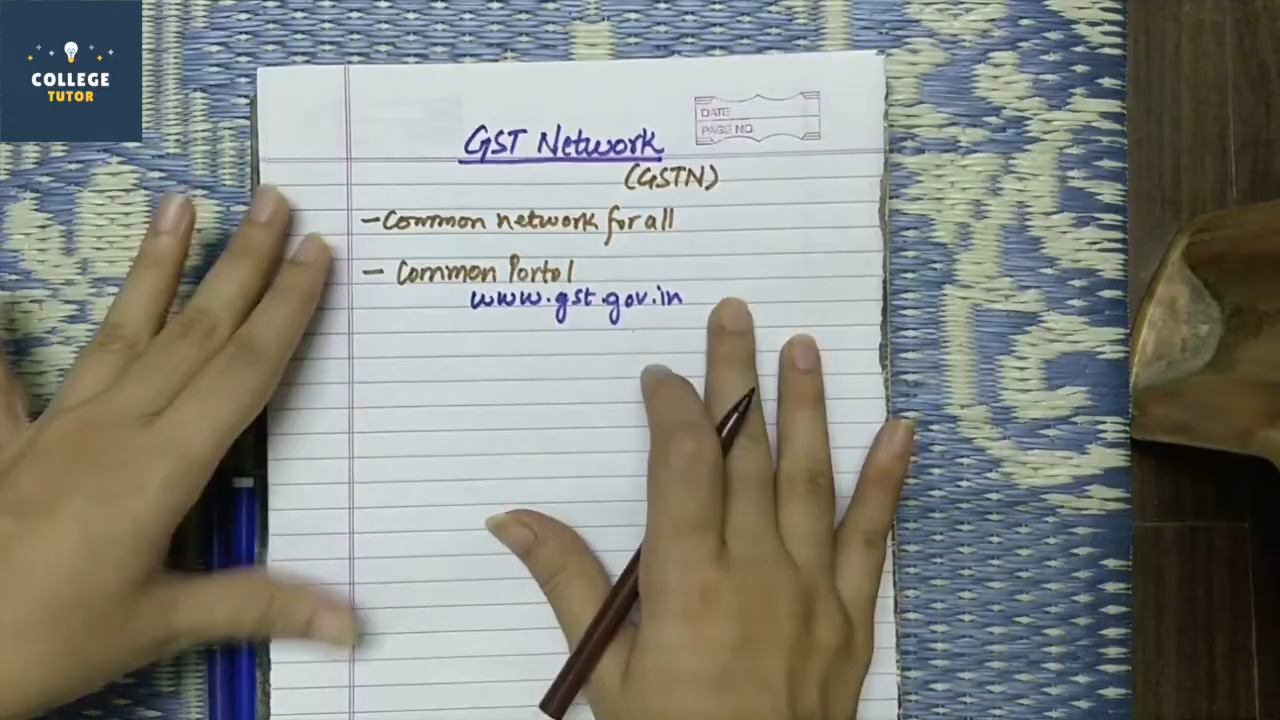 COLLEGE
TUTOR
DATE
PAGE NO
GST Network
(GSTN)
- Common network for all
- Common Portal
www.gst.gov.in